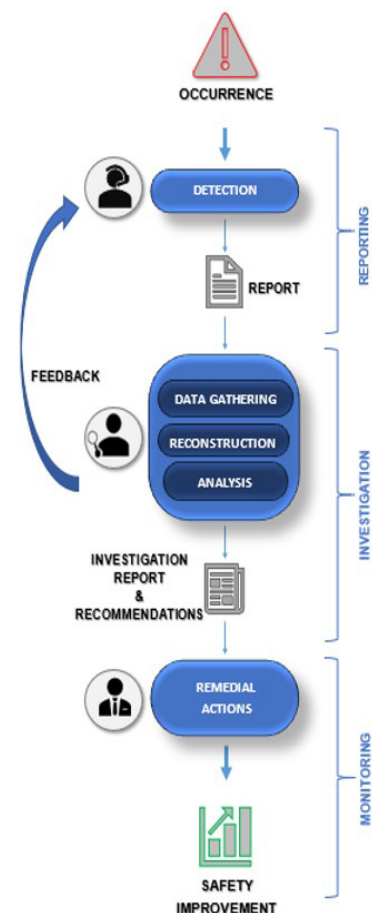 OCCURRENCE
DETECTION
REPORT
REPORTING
FEEDBACK
DATA GATHERING
RECONSTRUCTION
ANALYSIS
INVESTIGATION
INVESTIGATION
REPORT
&
RECOMMENDATIONS
REMEDIAL
ACTIONS
MONITORING
SAFETY
IMPROVEMENT